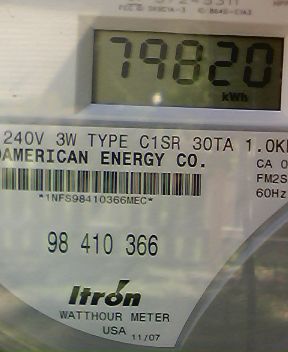 79820
kWh
240V 3W TYPE C1SR 30TA 1.0K
AMERICAN ENERGY CO.
CA 0
FM2S
*1NFS98410366MEC*
60Hz
98 410 366
Itron
WATTHOUR METER
USA 11/07